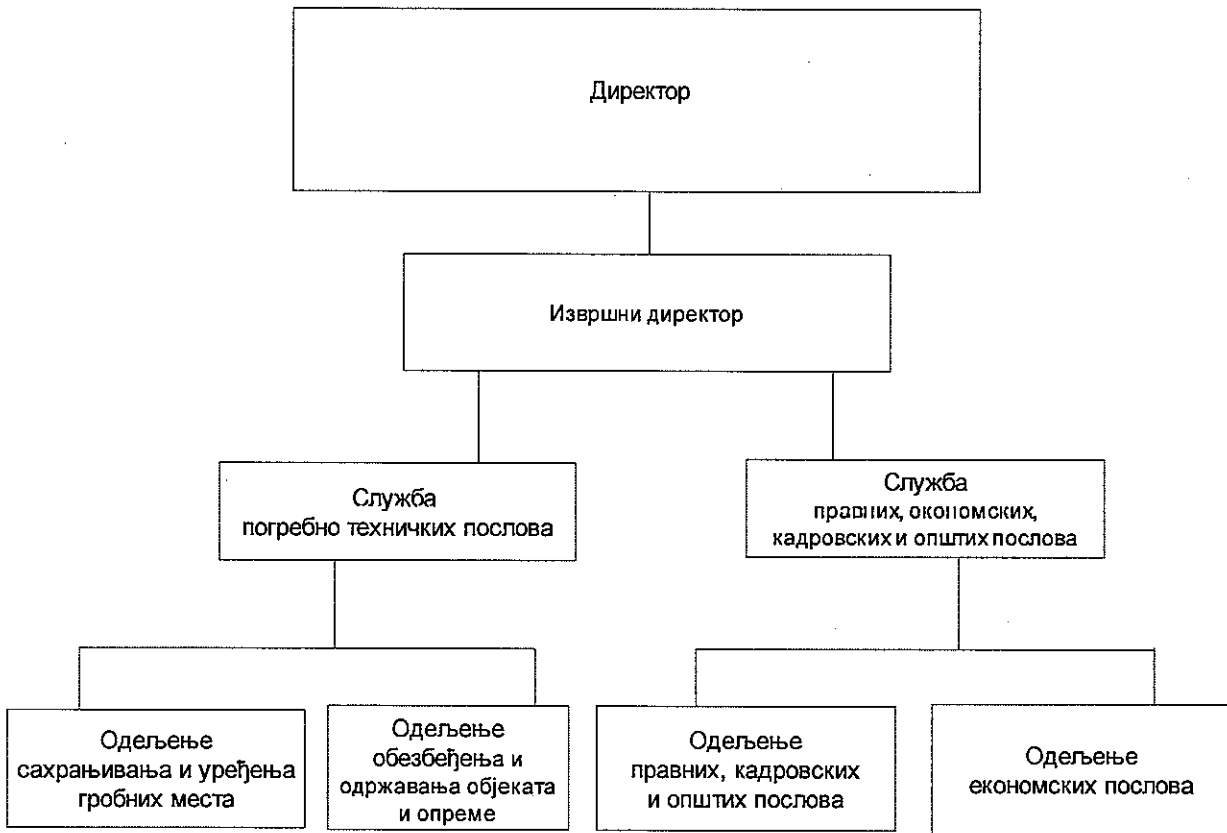 Директор
Извршни директор
Служба
погребно техничких послова
Служба
правних, економских,
кадровских и општих послова
Одељење
сахрањивања и уређења
гробних места
Одељење
обезбеђења и
одржавања објеката
и опреме
Одељење
правних, кадровских
и општих послова
Одељење
економских послова